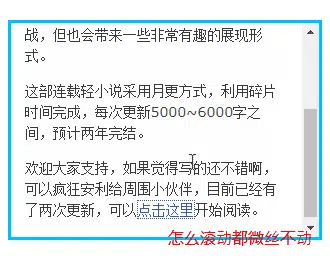 战，但也会带来一些非常有趣的展现形
式。
这部连载轻小说采用月更方式，利用碎片
时间完成，每次更新5000~6000字之
间，预计两年完结。
欢迎大家支持，如果觉得写的还不错啊，
可以疯狂安利给周围小伙伴，目前已经有
了两次更新，可以点击这里开始阅读。
怎么滚动都微丝不动